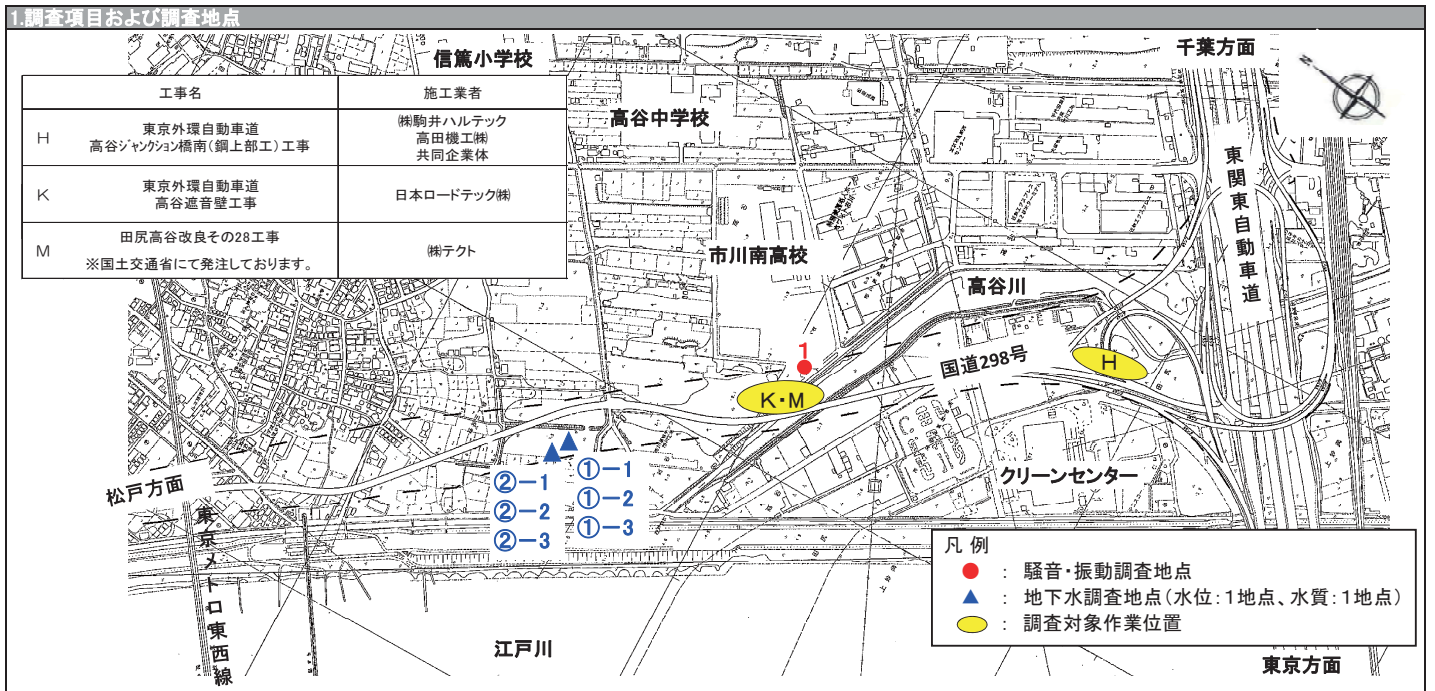 1.調査項目および調査地点
信篤小学校
千葉方面
N
工事名
施工業者
H
東京外環自動車道
高谷ジャンクション橋南(鋼上部工)工事
㈱駒井ハルテック
高田機工㈱
共同企業体
K
東京外環自動車道
高谷遮音壁工事
日本ロードテック㈱
M
田尻高谷改良その28工事
※国土交通省にて発注しております。
㈱テクト
高谷中学校
東関東自動車道
市川南高校
高谷川
1
国道298号
H
K・M
クリーンセンター
松戸方面
②-1
②-2
②-3
①-1
①-2
①-3
東京メトロ東西線
江戸川
凡例
: 騒音・振動調査地点
: 地下水調査地点(水位:1地点、水質:1地点)
: 調査対象作業位置
東京方面